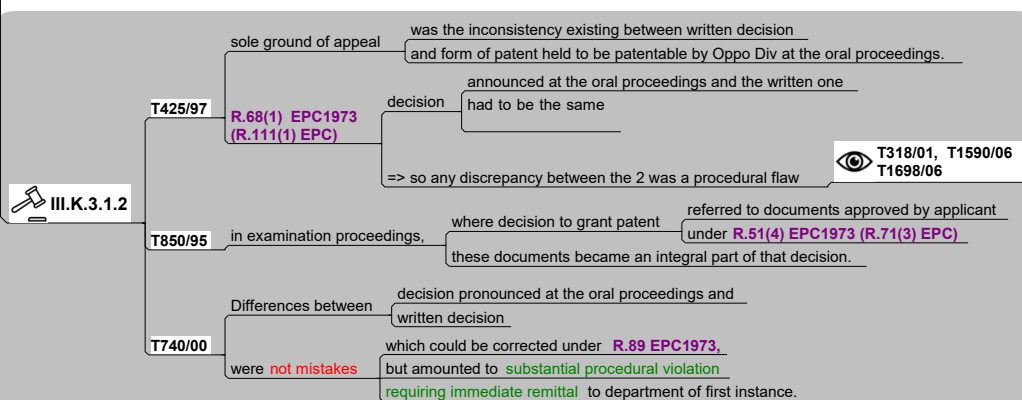 III.K.3.1.2
T425/97
sole ground of appeal
was the inconsistency existing between written decision
and form of patent held to be patentable by Oppo Div at the oral proceedings.
R.68(1) EPC1973
(R.111(1) EPC)
decision
announced at the oral proceedings and the written one
had to be the same
=> so any discrepancy between the 2 was a procedural flaw
T318/01, T1590/06
T1698/06
T850/95
in examination proceedings,
where decision to grant patent
referred to documents approved by applicant
under R.51(4) EPC1973 (R.71(3) EPC)
these documents became an integral part of that decision.
T740/00
Differences between
decision pronounced at the oral proceedings and
written decision
were not mistakes
which could be corrected under R.89 EPC1973,
but amounted to substantial procedural violation
requiring immediate remittal to department of first instance.